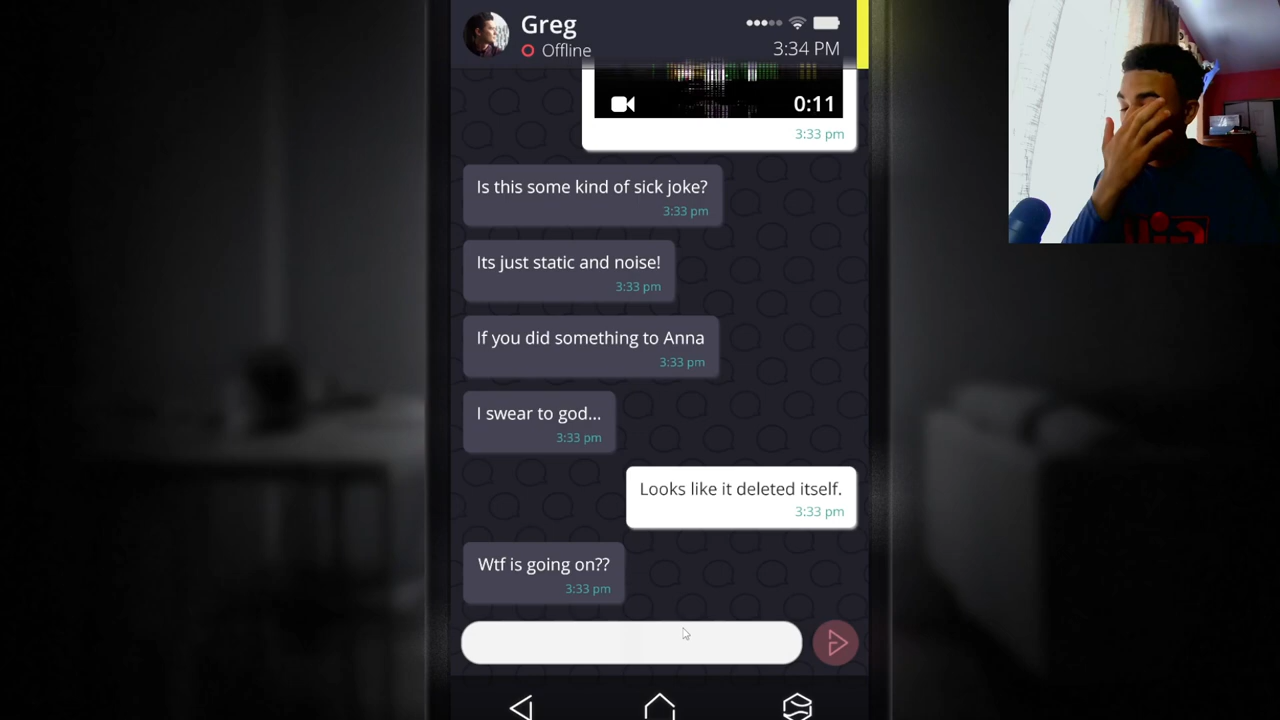 Greg
Offline
3:34 PM
0:11
3:33 pm
Is this some kind of sick joke?
3:33 pm
Its just static and noise!
3:33 pm
If you did something to Anna
3:33 pm
I swear to god...
3:33 pm
Looks like it deleted itself.
3:33 pm
Wtf is going on??
3:33 pm